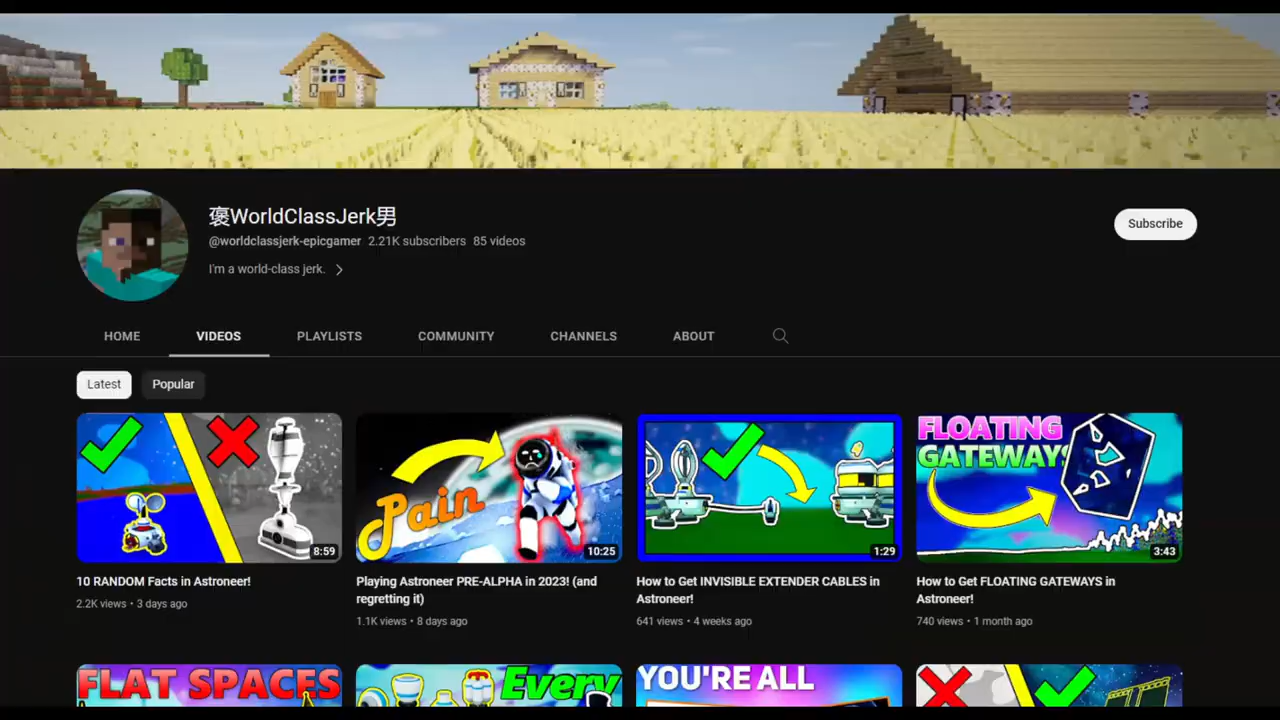 褒WorldClassJerk男
@worldclassjerk-epicgamer 2.21K subscribers 85 videos
I'm a world-class jerk.
Subscribe
HOME VIDEOS PLAYLISTS COMMUNITY CHANNELS ABOUT
Latest Popular
8:59
Pain
10:25
1:29
FLOATING
GATEWAYS
3:43
10 RANDOM Facts in Astroneer!
2.2K views • 3 days ago
Playing Astroneer PRE-ALPHA in 2023! (and
regretting it)
1.1K views • 8 days ago
How to Get INVISIBLE EXTENDER CABLES in
Astroneer!
641 views • 4 weeks ago
How to Get FLOATING GATEWAYS in
Astroneer!
740 views • 1 month ago
FLAT SPACES
Every
YOU'RE ALL